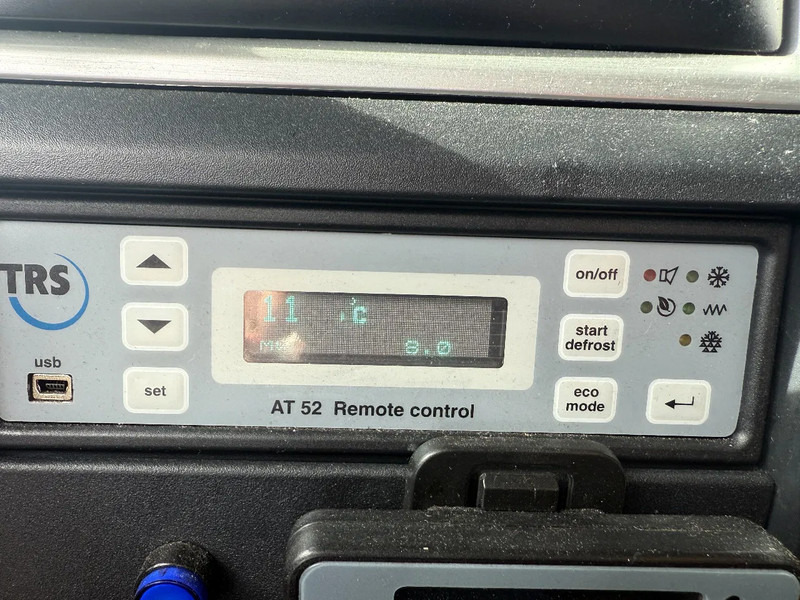 TRS
usb
set
11 °C
8.0
AT 52 Remote control
on/off
start
defrost
eco
mode